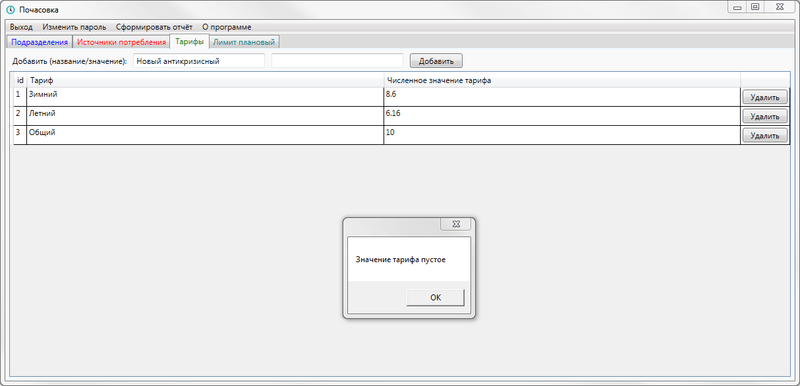 Почасовка
Выход Изменить пароль Сформировать отчёт О программе
Подразделения Источники потребления Тарифы Лимит плановый
Добавить (название/значение): Новый антикризисный Добавить
id Тариф Численное значение тарифа
1 Зимний 8.6 Удалить
2 Летний 6.16 Удалить
3 Общий 10 Удалить
Значение тарифа пустое
OK